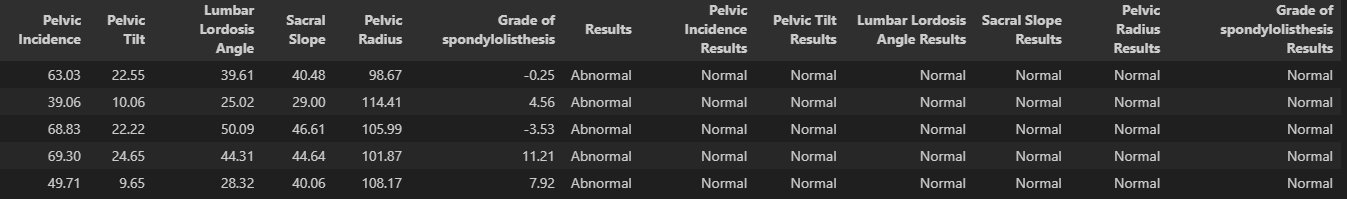 Pelvic Incidence Pelvic Tilt Lumbar Lordosis Angle Sacral Slope Pelvic Radius Grade of spondylolisthesis Results Pelvic Incidence Results Pelvic Tilt Results Lumbar Lordosis Angle Results Sacral Slope Results Pelvic Radius Results Grade of spondylolisthesis Results
63.03 22.55 39.61 40.48 98.67 -0.25 Abnormal Normal Normal Normal Normal Normal Normal
39.06 10.06 25.02 29.00 114.41 4.56 Abnormal Normal Normal Normal Normal Normal Normal
68.83 22.22 50.09 46.61 105.99 -3.53 Abnormal Normal Normal Normal Normal Normal Normal
69.30 24.65 44.31 44.64 101.87 11.21 Abnormal Normal Normal Normal Normal Normal Normal
49.71 9.65 28.32 40.06 108.17 7.92 Abnormal Normal Normal Normal Normal Normal Normal